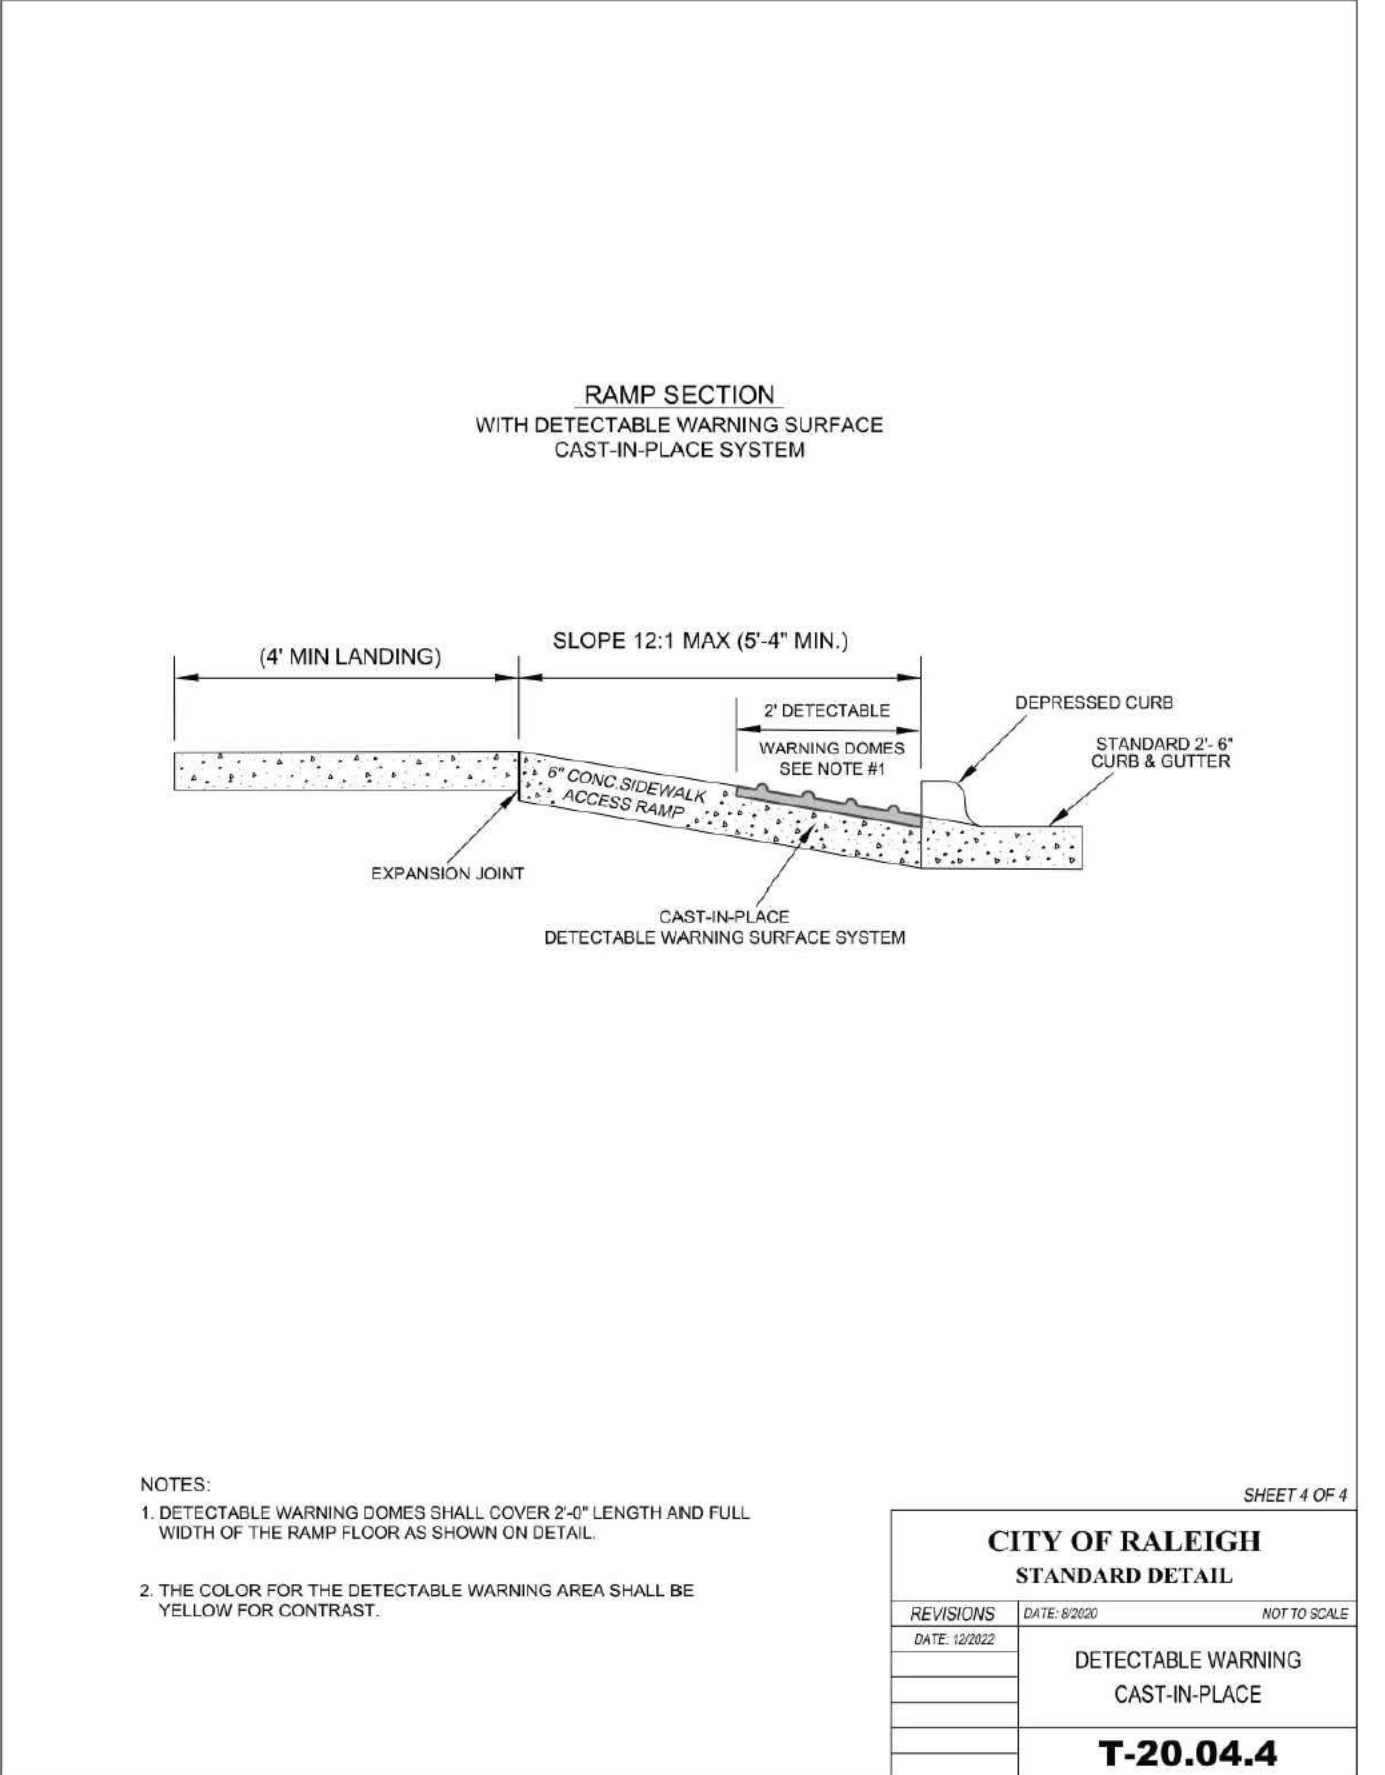 RAMP SECTION
WITH DETECTABLE WARNING SURFACE
CAST-IN-PLACE SYSTEM
SLOPE 12:1 MAX (5'-4" MIN.)
(4' MIN LANDING)
2' DETECTABLE
WARNING DOMES
SEE NOTE #1
DEPRESSED CURB
STANDARD 2'- 6"
CURB & GUTTER
6" CONC.SIDEWALK
ACCESS RAMP
EXPANSION JOINT
CAST-IN-PLACE
DETECTABLE WARNING SURFACE SYSTEM
NOTES:
1. DETECTABLE WARNING DOMES SHALL COVER 2'-0" LENGTH AND FULL
WIDTH OF THE RAMP FLOOR AS SHOWN ON DETAIL.
2. THE COLOR FOR THE DETECTABLE WARNING AREA SHALL BE
YELLOW FOR CONTRAST.
SHEET 4 OF 4
CITY OF RALEIGH
STANDARD DETAIL
REVISIONS
DATE: 8/2020
NOT TO SCALE
DATE: 12/2022
DETECTABLE WARNING
CAST-IN-PLACE
T-20.04.4